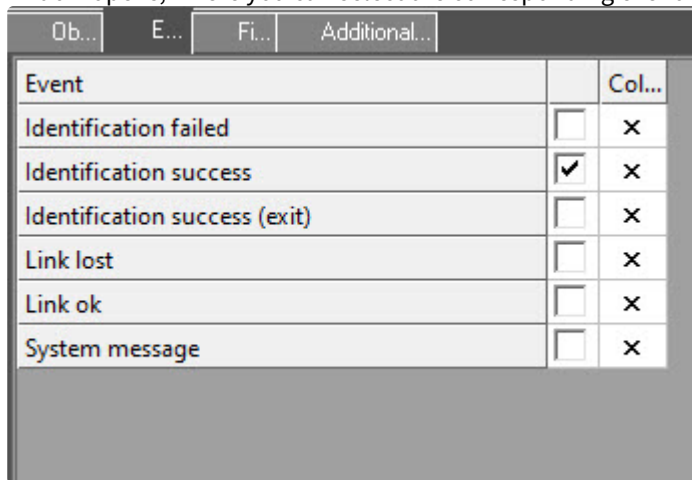 Ob... E... Fi... Additional...
Event Col...
Identification failed
Identification success
Identification success (exit)
Link lost
Link ok
System message